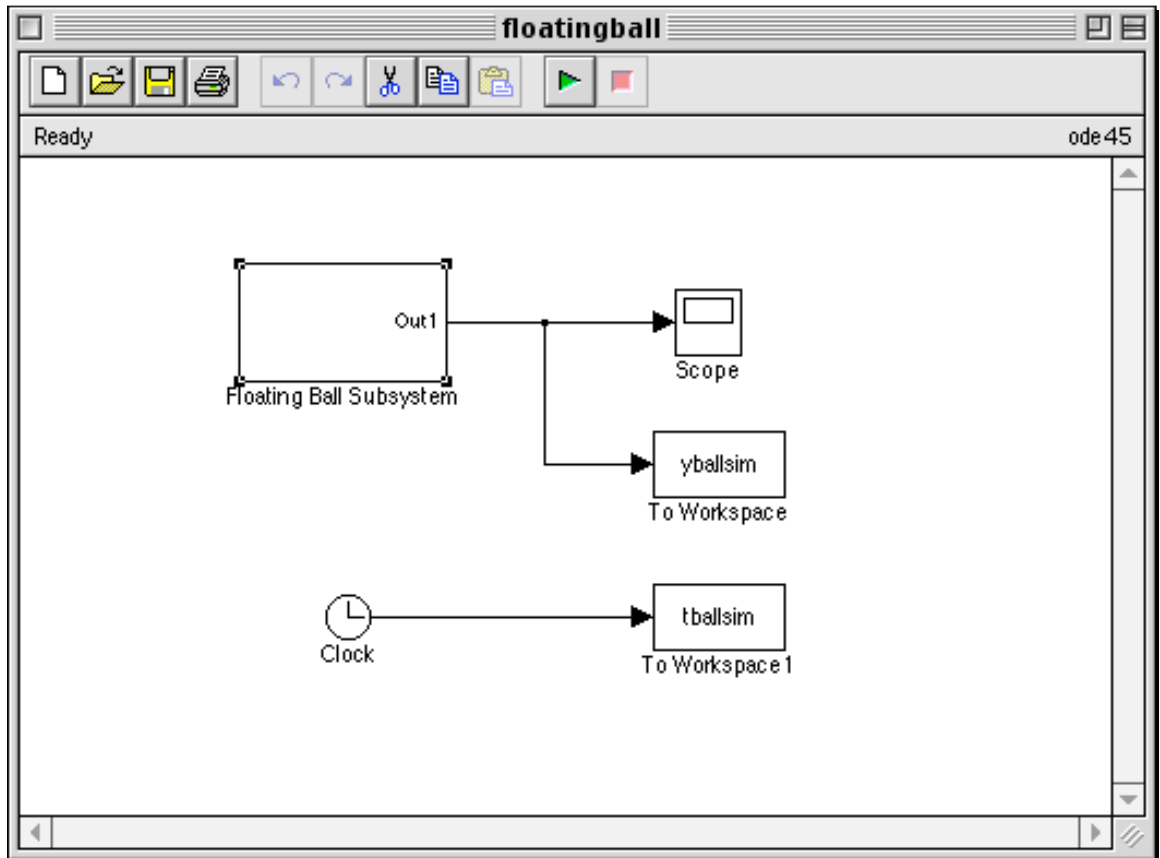 floatingball
Ready
ode45
Out1
Floating Ball Subsystem
Scope
yballsim
To Workspace
tballsim
Clock
To Workspace1